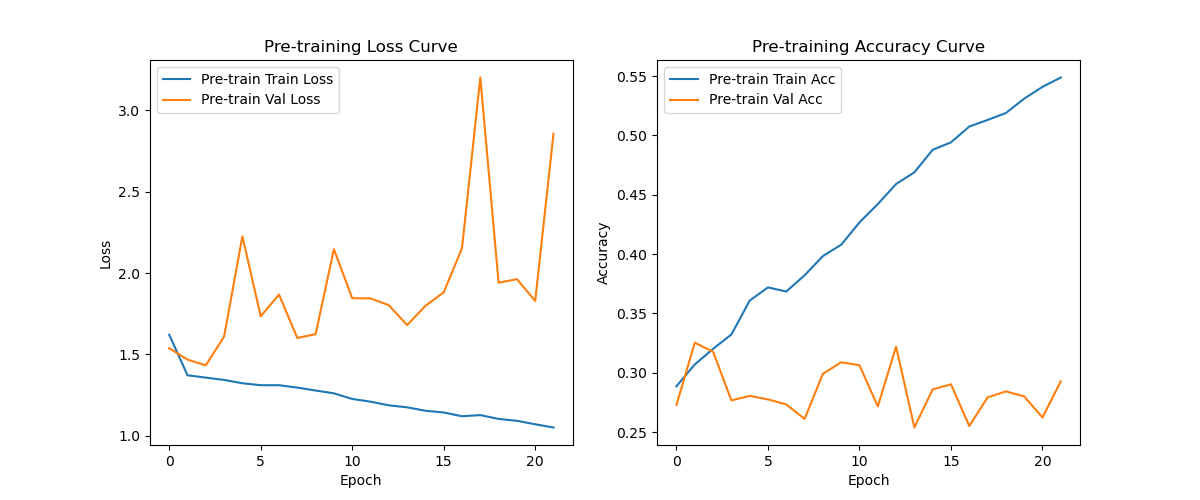 Pre-training Loss Curve
Pre-train Train Loss
Pre-train Val Loss
3.0
2.5
2.0
1.5
1.0
Loss
0 5 10 15 20
Epoch
Pre-training Accuracy Curve
Pre-train Train Acc
Pre-train Val Acc
0.55
0.50
0.45
0.40
0.35
0.30
0.25
Accuracy
0 5 10 15 20
Epoch